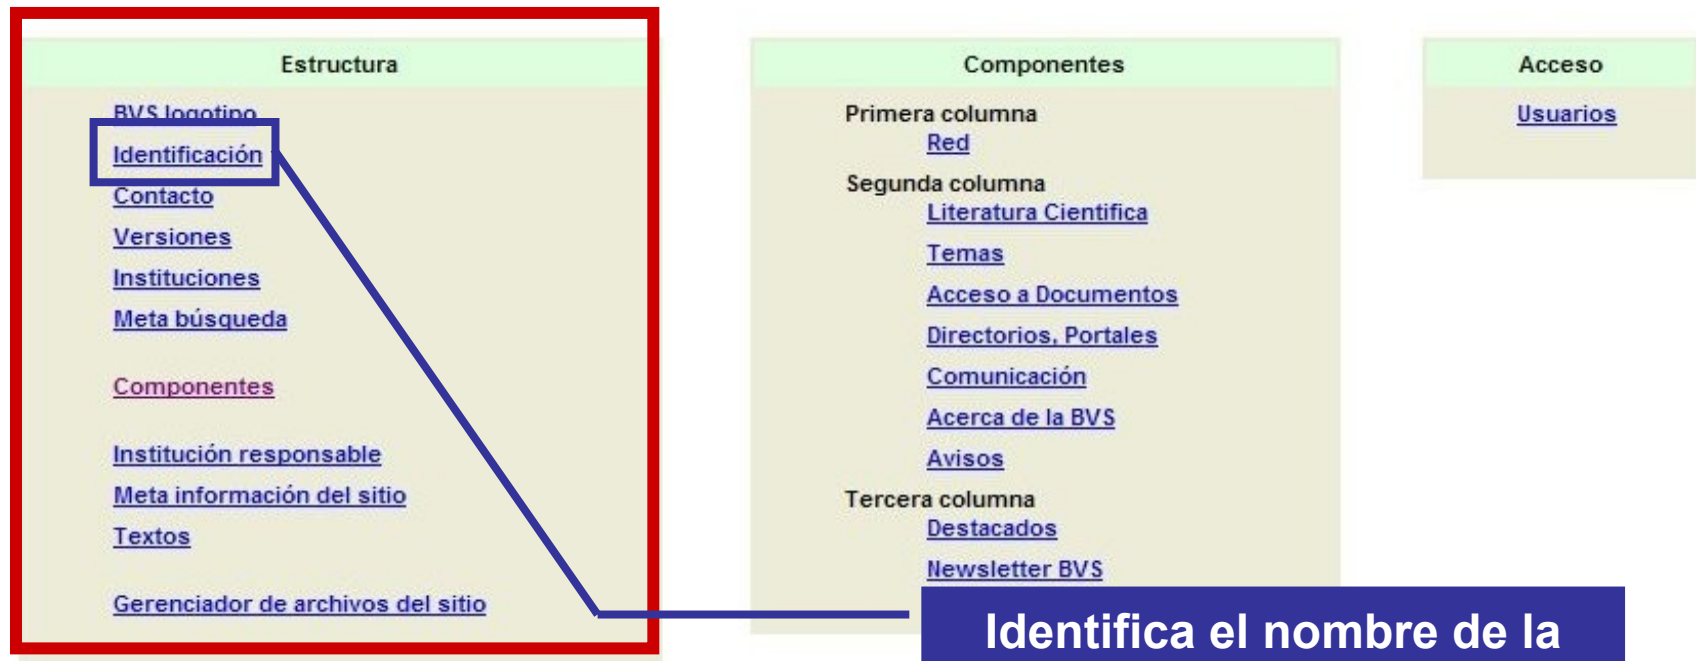 Estructura
BVS logotipo
Identificación
Contacto
Versiones
Instituciones
Meta búsqueda
Componentes
Institución responsable
Meta información del sitio
Textos
Gerenciador de archivos del sitio
Componentes
Primera columna
Red
Segunda columna
Literatura Cientifica
Temas
Acceso a Documentos
Directorios, Portales
Comunicación
Acerca de la BVS
Avisos
Tercera columna
Destacados
Newsletter BVS
Acceso
Usuarios
Identifica el nombre de la